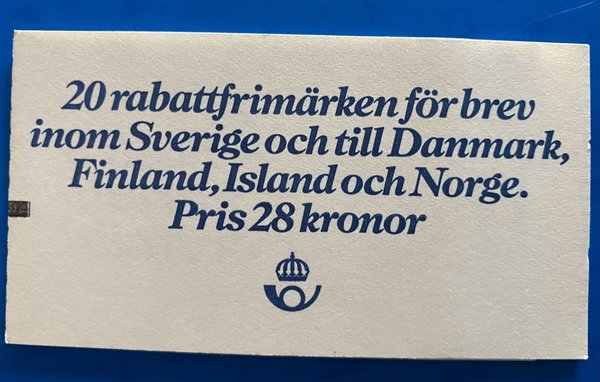 20 rabattfrimärken för brev
inom Sverige och till Danmark,
Finland, Island och Norge.
Pris 28 kronor